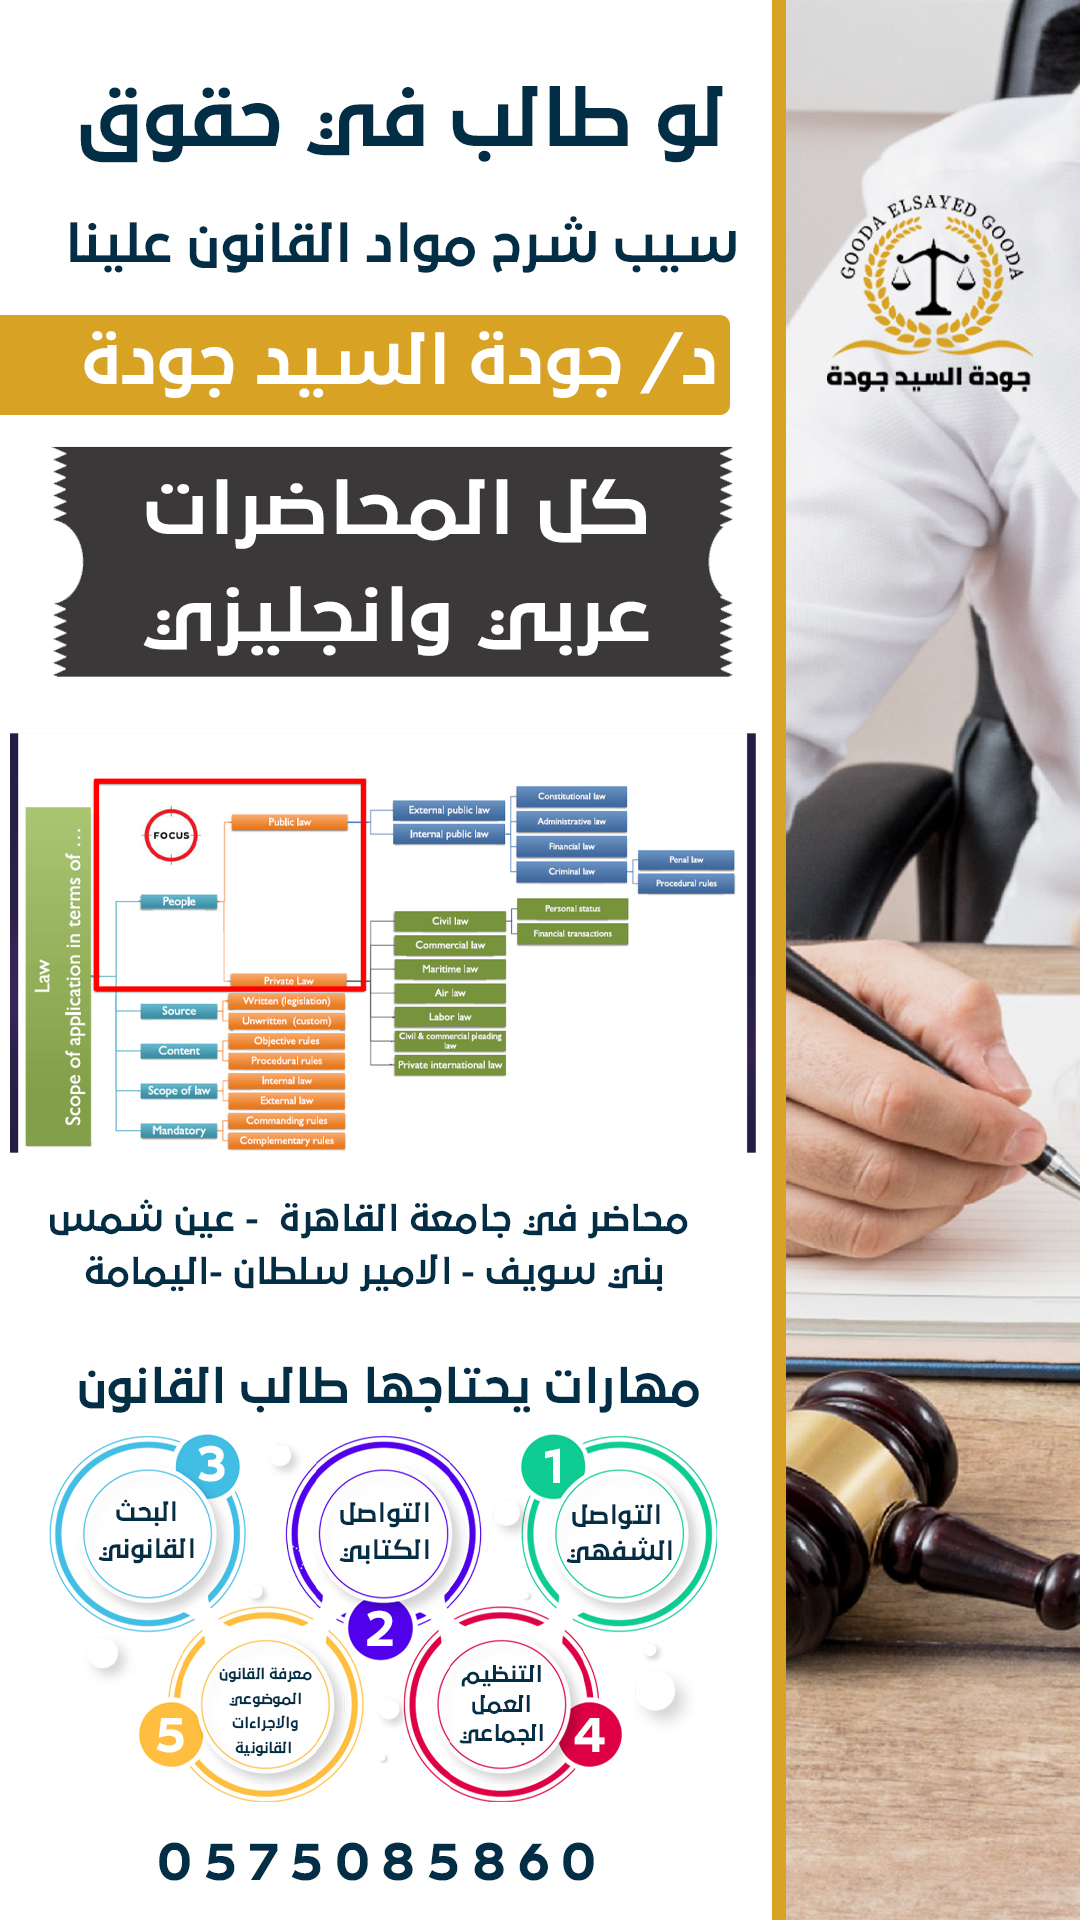 لو طالب في حقوق
سيب شرح مواد القانون علينا
د/ جودة السيد جودة
GOODA ELSAYED GOODA
جودة السيد جودة
كل المحاضرات
عربي وانجليزي
Law
Scope of application in terms of ...
FOCUS
People
Public law
Private Law
External public law
Internal public law
Constitutional law
Administrative law
Financial law
Criminal law
Penal law
Procedural rules
Civil law
Commercial law
Maritime law
Air law
Labor law
Civil & commercial pleading
law
Private international law
Personal status
Financial transactions
Source
Written (legislation)
Unwritten (custom)
Content
Objective rules
Procedural rules
Scope of law
Internal law
External law
Mandatory
Commanding rules
Complementary rules
محاضر في جامعة القاهرة - عين شمس
بني سويف - الامير سلطان -اليمامة
مهارات يحتاجها طالب القانون
1
التواصل
الشفهي
2
التواصل
الكتابي
3
البحث
القانوني
4
التنظيم
العمل
الجماعي
5
معرفة القانون
الموضوعي
والاجراءات
القانونية
0575085860